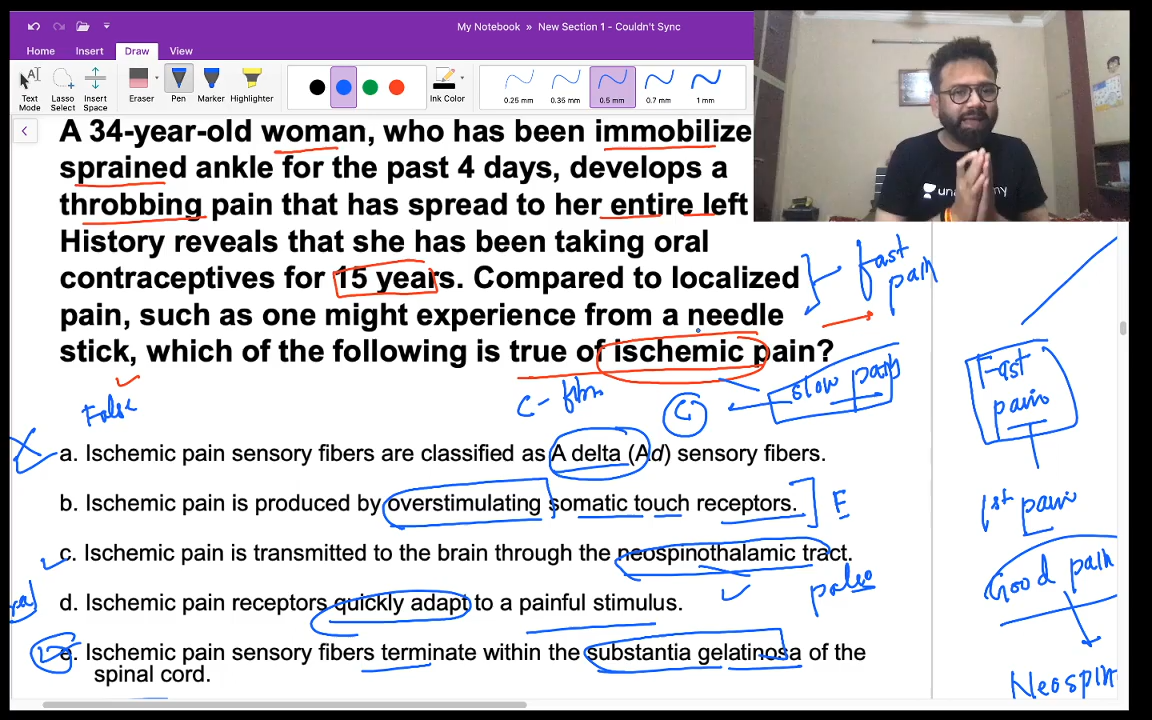 My Notebook » New Section 1 - Couldn't Sync
Home Insert Draw View
Text Mode
Lasso Select
Insert Space
Eraser
Pen
Marker
Highlighter
Ink Color
0.25 mm
0.35 mm
0.5 mm
0.7 mm
1 mm
A 34-year-old woman, who has been immobilize
sprained ankle for the past 4 days, develops a
throbbing pain that has spread to her entire left
History reveals that she has been taking oral
contraceptives for 15 years. Compared to localized
pain, such as one might experience from a needle
stick, which of the following is true of ischemic pain?
fast
pain
False
C - fibre
C
slow pain
a. Ischemic pain sensory fibers are classified as A delta (Ad) sensory fibers.
b. Ischemic pain is produced by overstimulating somatic touch receptors.
E
c. Ischemic pain is transmitted to the brain through the neospinothalamic tract.
paleo
d. Ischemic pain receptors quickly adapt to a painful stimulus.
e. Ischemic pain sensory fibers terminate within the substantia gelatinosa of the
spinal cord.
Fast
pain
1st pain
Good pain
Neospin